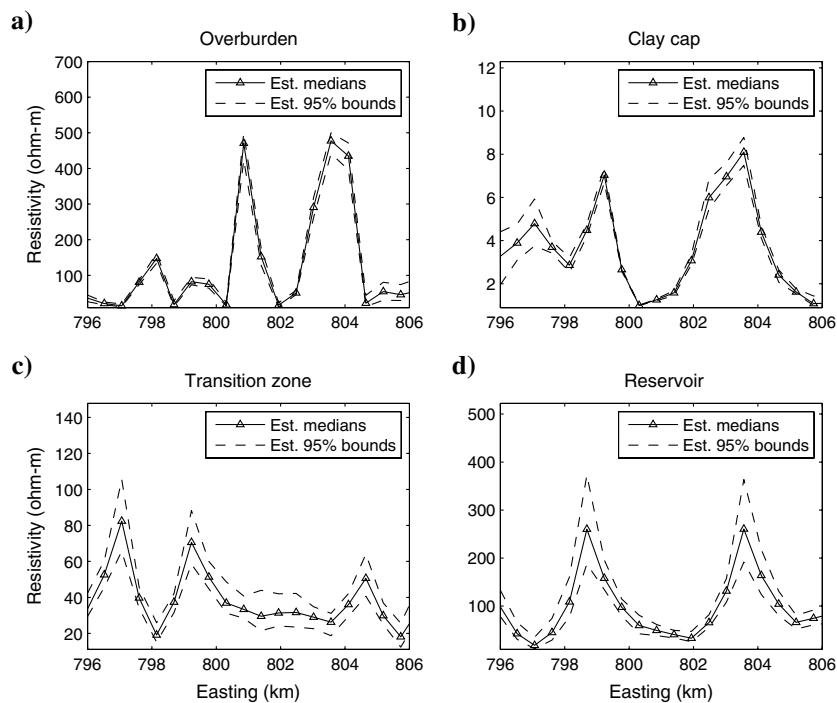 a)
Overburden
700
600
500
400
300
200
100
Resistivity (ohm-m)
Est. medians
Est. 95% bounds
796 798 800 802 804 806
b)
Clay cap
12
10
8
6
4
2
Est. medians
Est. 95% bounds
796 798 800 802 804 806
c)
Transition zone
140
120
100
80
60
40
20
Resistivity (ohm-m)
Est. medians
Est. 95% bounds
796 798 800 802 804 806
Easting (km)
d)
Reservoir
500
400
300
200
100
Est. medians
Est. 95% bounds
796 798 800 802 804 806
Easting (km)